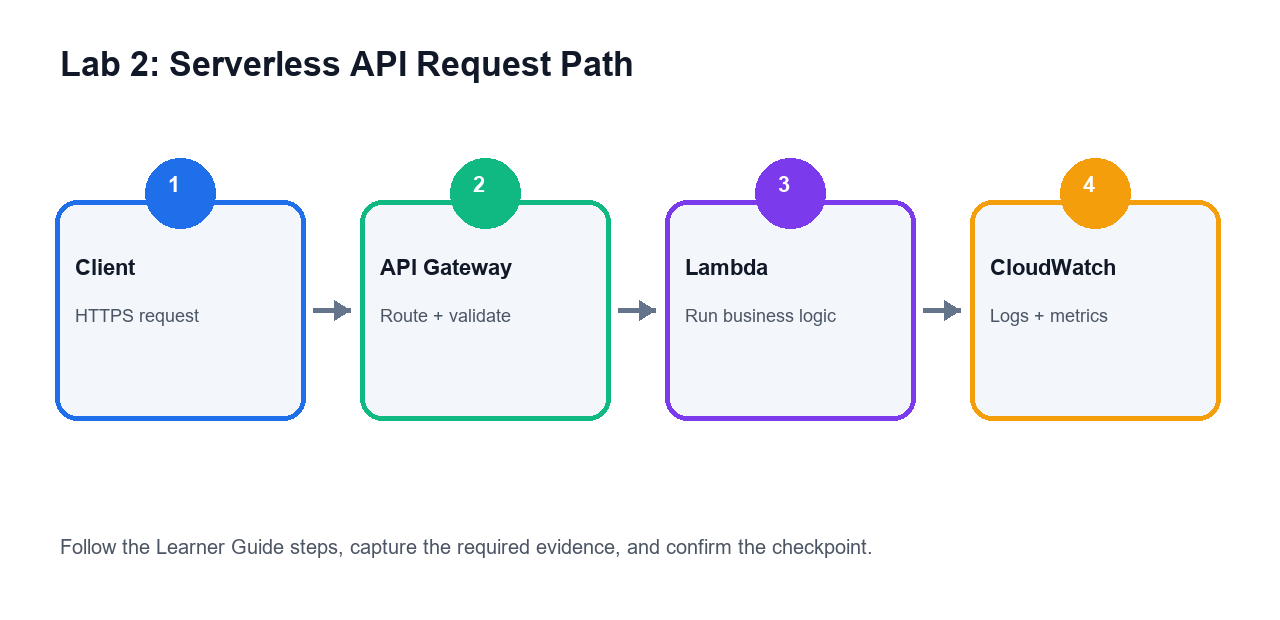 Lab 2: Serverless API Request Path
1
2
3
4
Client
API Gateway
Lambda
CloudWatch
HTTPS request
Route + validate
Run business logic
Logs + metrics
Follow the Learner Guide steps, capture the required evidence, and confirm the checkpoint.